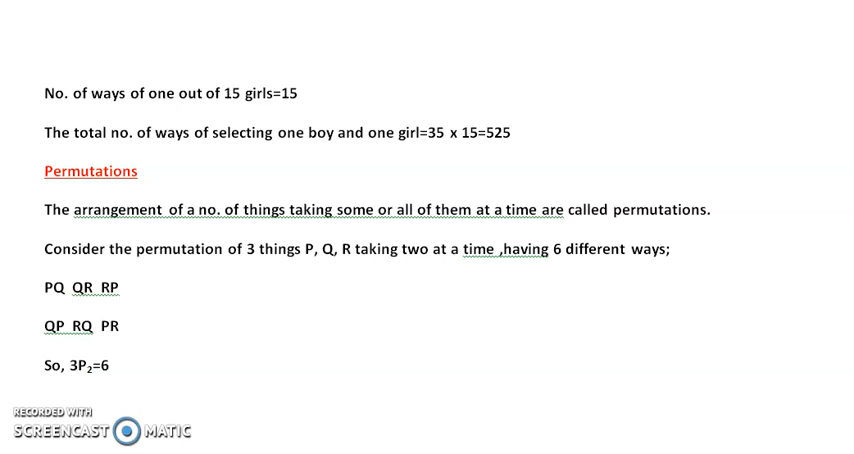 No. of ways of one out of 15 girls=15
The total no. of ways of selecting one boy and one girl=35 x 15=525
Permutations
The arrangement of a no. of things taking some or all of them at a time are called permutations.
Consider the permutation of 3 things P, Q, R taking two at a time ,having 6 different ways;
PQ QR RP
QP RQ PR
So, 3P₂=6
RECORDED WITH
SCREENCAST MATIC